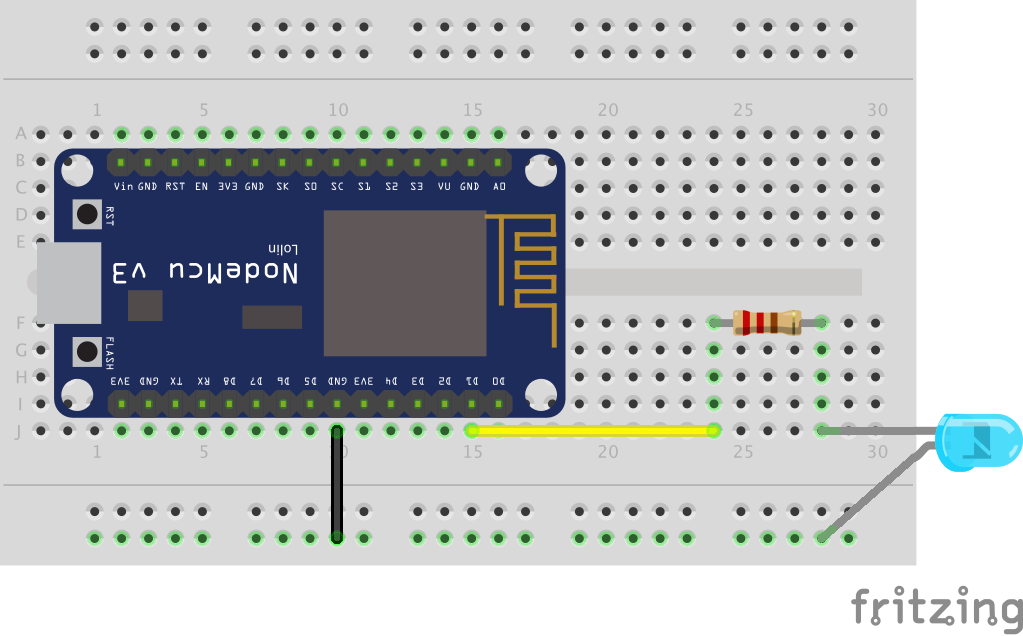 1 5 10 15 20 25 30
A
B
C
D
E
Vin GND RST EN 3V3 GND SK SO SC S1 S2 S3 VU GND AO
RST
Lolin
NodeMcu v3
FLASH
F
G
H
I
J
3V3 GND TX RX D8 D7 D6 D5 GND 3V3 D4 D3 D2 D1 D0
1 5 0 15 20 25 30
fritzing